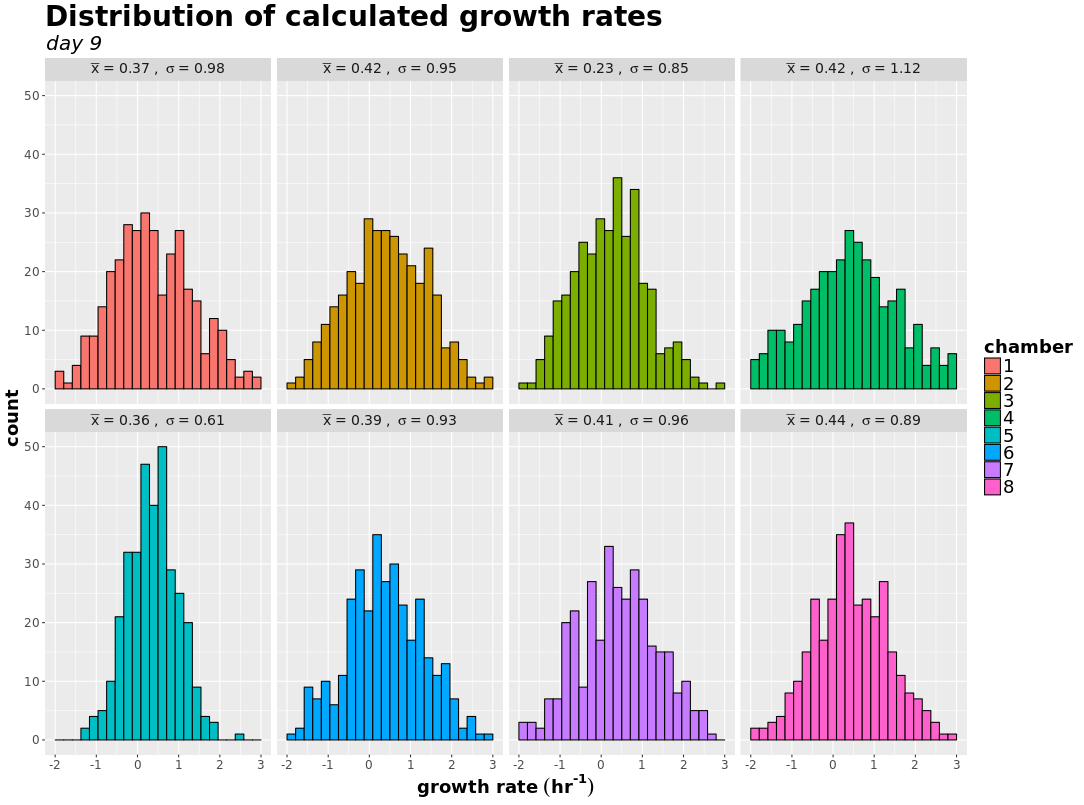 Distribution of calculated growth rates
day 9
x̅ = 0.37 , σ = 0.98
x̅ = 0.42 , σ = 0.95
x̅ = 0.23 , σ = 0.85
x̅ = 0.42 , σ = 1.12
50
40
30
20
10
0
count
x̅ = 0.36 , σ = 0.61
x̅ = 0.39 , σ = 0.93
x̅ = 0.41 , σ = 0.96
x̅ = 0.44 , σ = 0.89
50
40
30
20
10
0
-2 -1 0 1 2 3
-2 -1 0 1 2 3
-2 -1 0 1 2 3
-2 -1 0 1 2 3
growth rate (hr⁻¹)
chamber
1
2
3
4
5
6
7
8